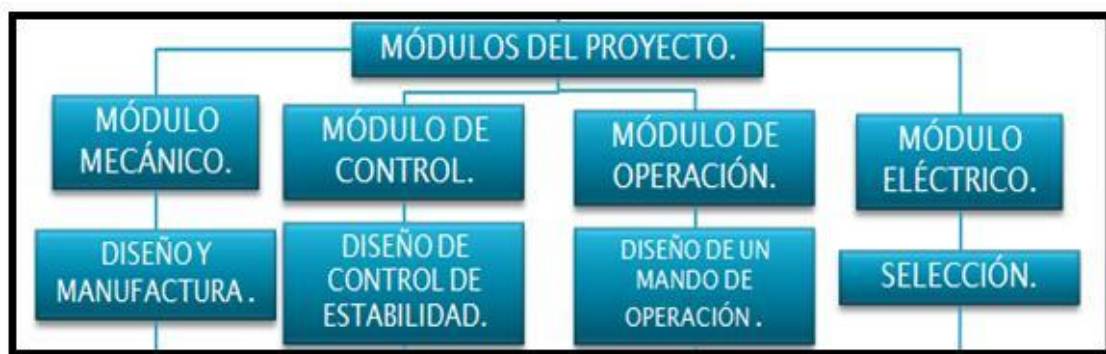 MÓDULOS DEL PROYECTO.
MÓDULO
MECÁNICO.
MÓDULO DE
CONTROL.
MÓDULO DE
OPERACIÓN.
MÓDULO
ELÉCTRICO.
DISEÑO Y
MANUFACTURA .
DISEÑO DE
CONTROL DE
ESTABILIDAD.
DISEÑO DE UN
MANDO DE
OPERACIÓN .
SELECCIÓN.